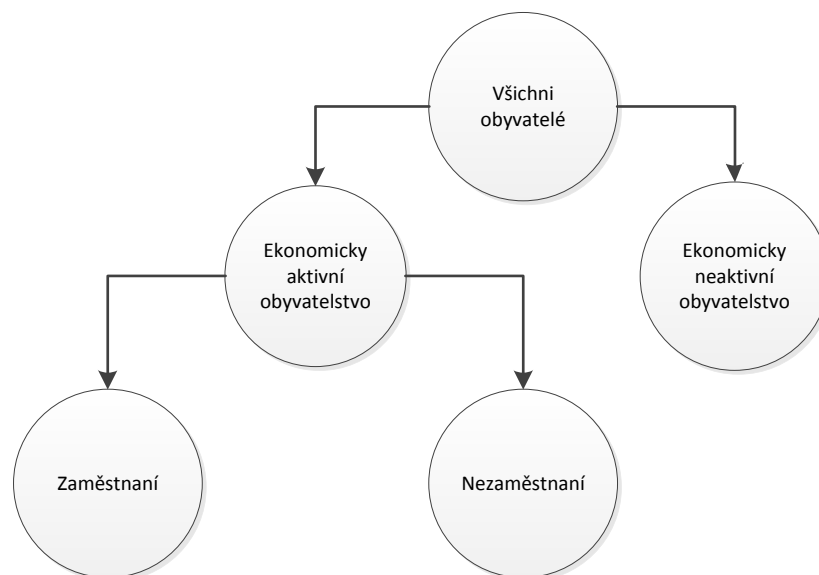 Všichni
obyvatelé
Ekonomicky
aktivní
obyvatelstvo
Ekonomicky
neaktivní
obyvatelstvo
Zaměstnaní
Nezaměstnaní